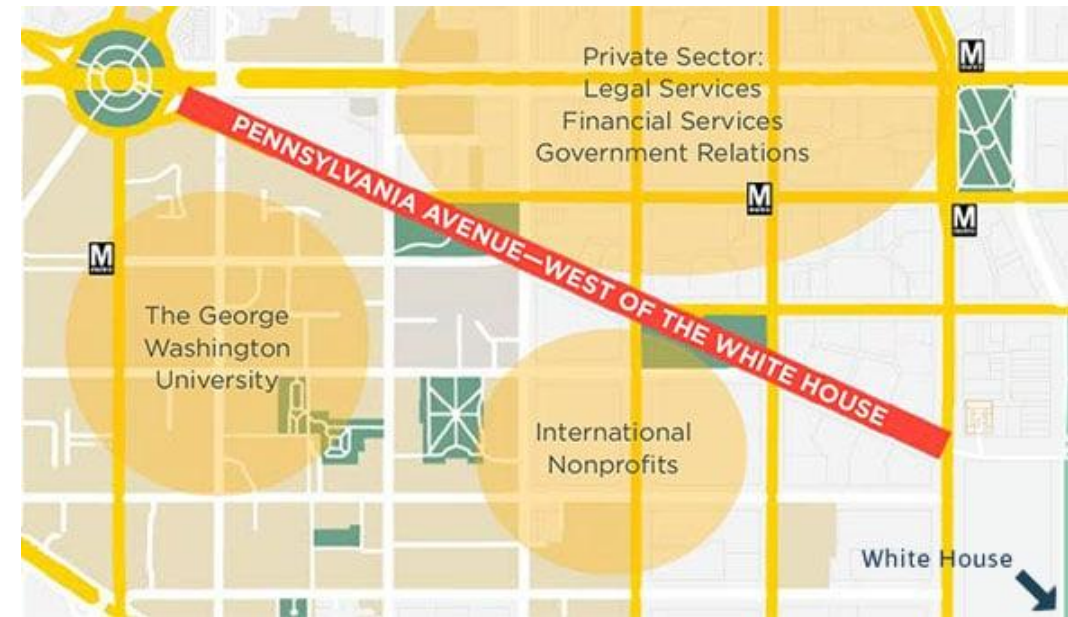 Private Sector:
Legal Services
Financial Services
Government Relations
M
M
M
M
PENNSYLVANIA AVENUE—WEST OF THE WHITE HOUSE
The George
Washington
University
International
Nonprofits
White House